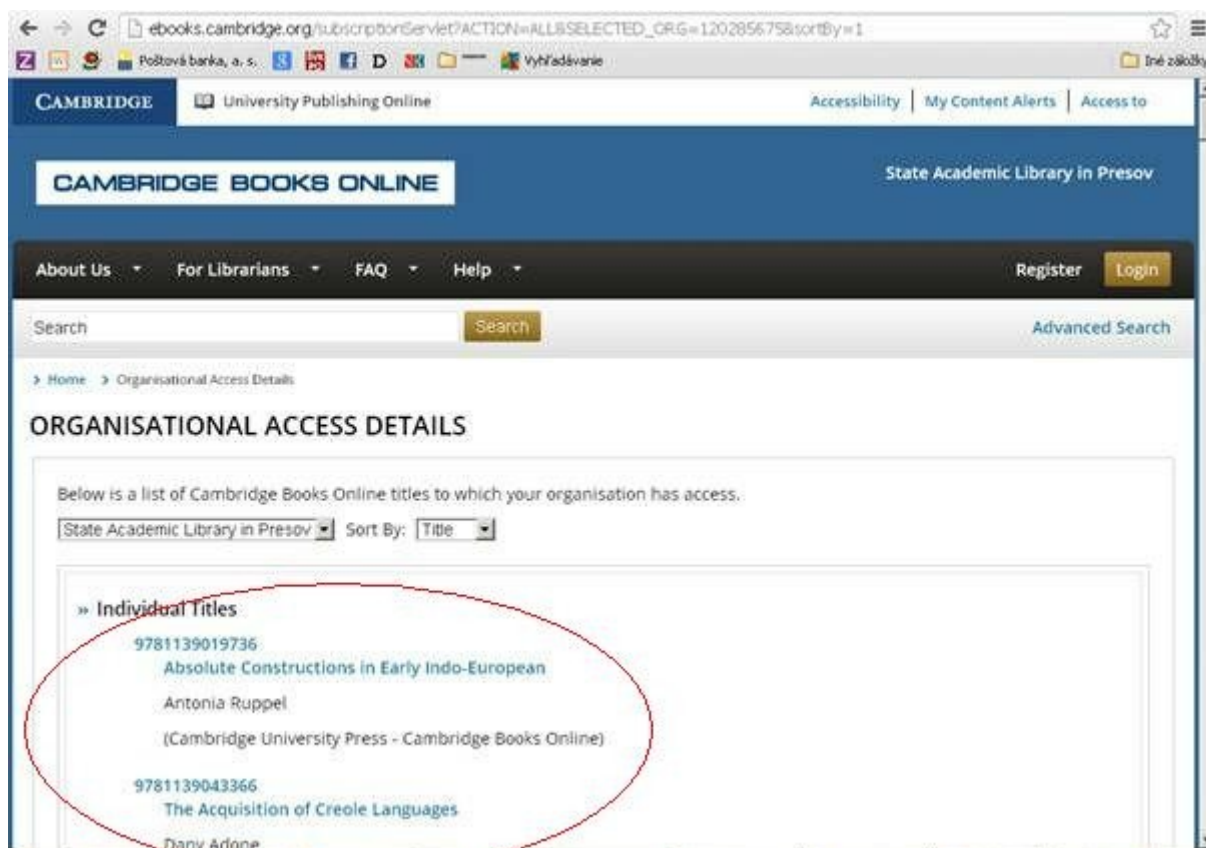 ebooks.cambridge.org/subscriptionServlet?ACTION=ALL&SELECTED_ORG=120285675&sortBy=1
Poštová banka, a. s. D Vyhľadávanie Iné záložky
CAMBRIDGE University Publishing Online Accessibility | My Content Alerts | Access to
CAMBRIDGE BOOKS ONLINE State Academic Library in Presov
About Us For Librarians FAQ Help Register Login
Search Search Advanced Search
> Home > Organisational Access Details
ORGANISATIONAL ACCESS DETAILS
Below is a list of Cambridge Books Online titles to which your organisation has access.
State Academic Library in Presov Sort By: Title
» Individual Titles
9781139019736
Absolute Constructions in Early Indo-European
Antonia Ruppel
(Cambridge University Press - Cambridge Books Online)
9781139043366
The Acquisition of Creole Languages
Dany Adone